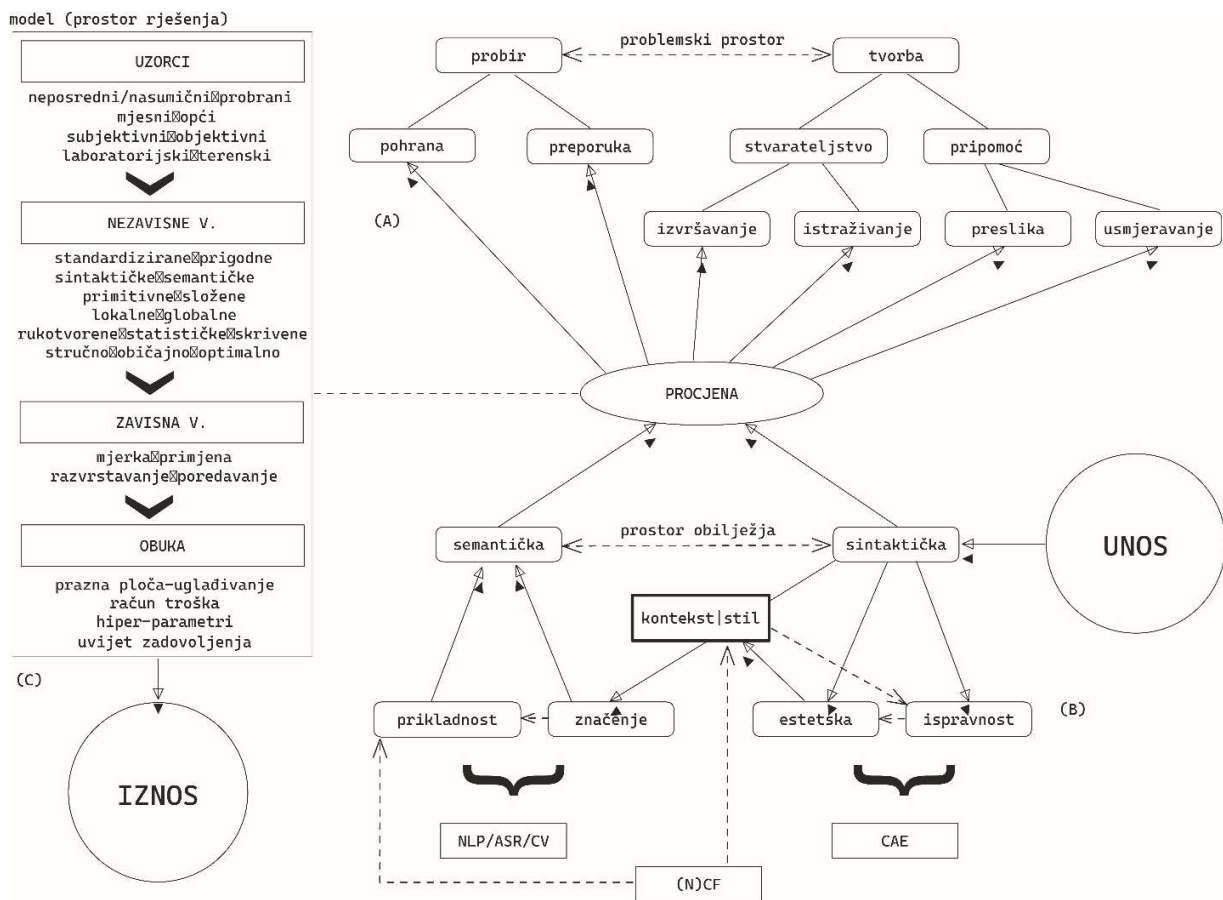 model (prostor rješenja)
UZORCI
neposredni/nasumični☒probrani
mjesni☒opći
subjektivni☒objektivni
laboratorijski☒terenski
NEZAVISNE V.
standardizirane☒prigodne
sintaktičke☒semantičke
primitivne☒složene
lokalne☒globalne
rukotvorene☒statističke☒skrivene
stručno☒običajno☒optimalno
ZAVISNA V.
mjerka☒primjena
razvrstavanje☒poredavanje
OBUKA
prazna ploča-uglađivanje
račun troška
hiper-parametri
uvijet zadovoljenja
(C)
IZNOS
probir
problemski prostor
tvorba
pohrana
preporuka
stvarateljstvo
pripomoć
(A)
izvršavanje
istraživanje
preslika
usmjeravanje
PROCJENA
semantička
prostor obilježja
sintaktička
UNOS
kontekst|stil
prikladnost
značenje
estetska
ispravnost
(B)
NLP/ASR/CV
CAE
(N)CF